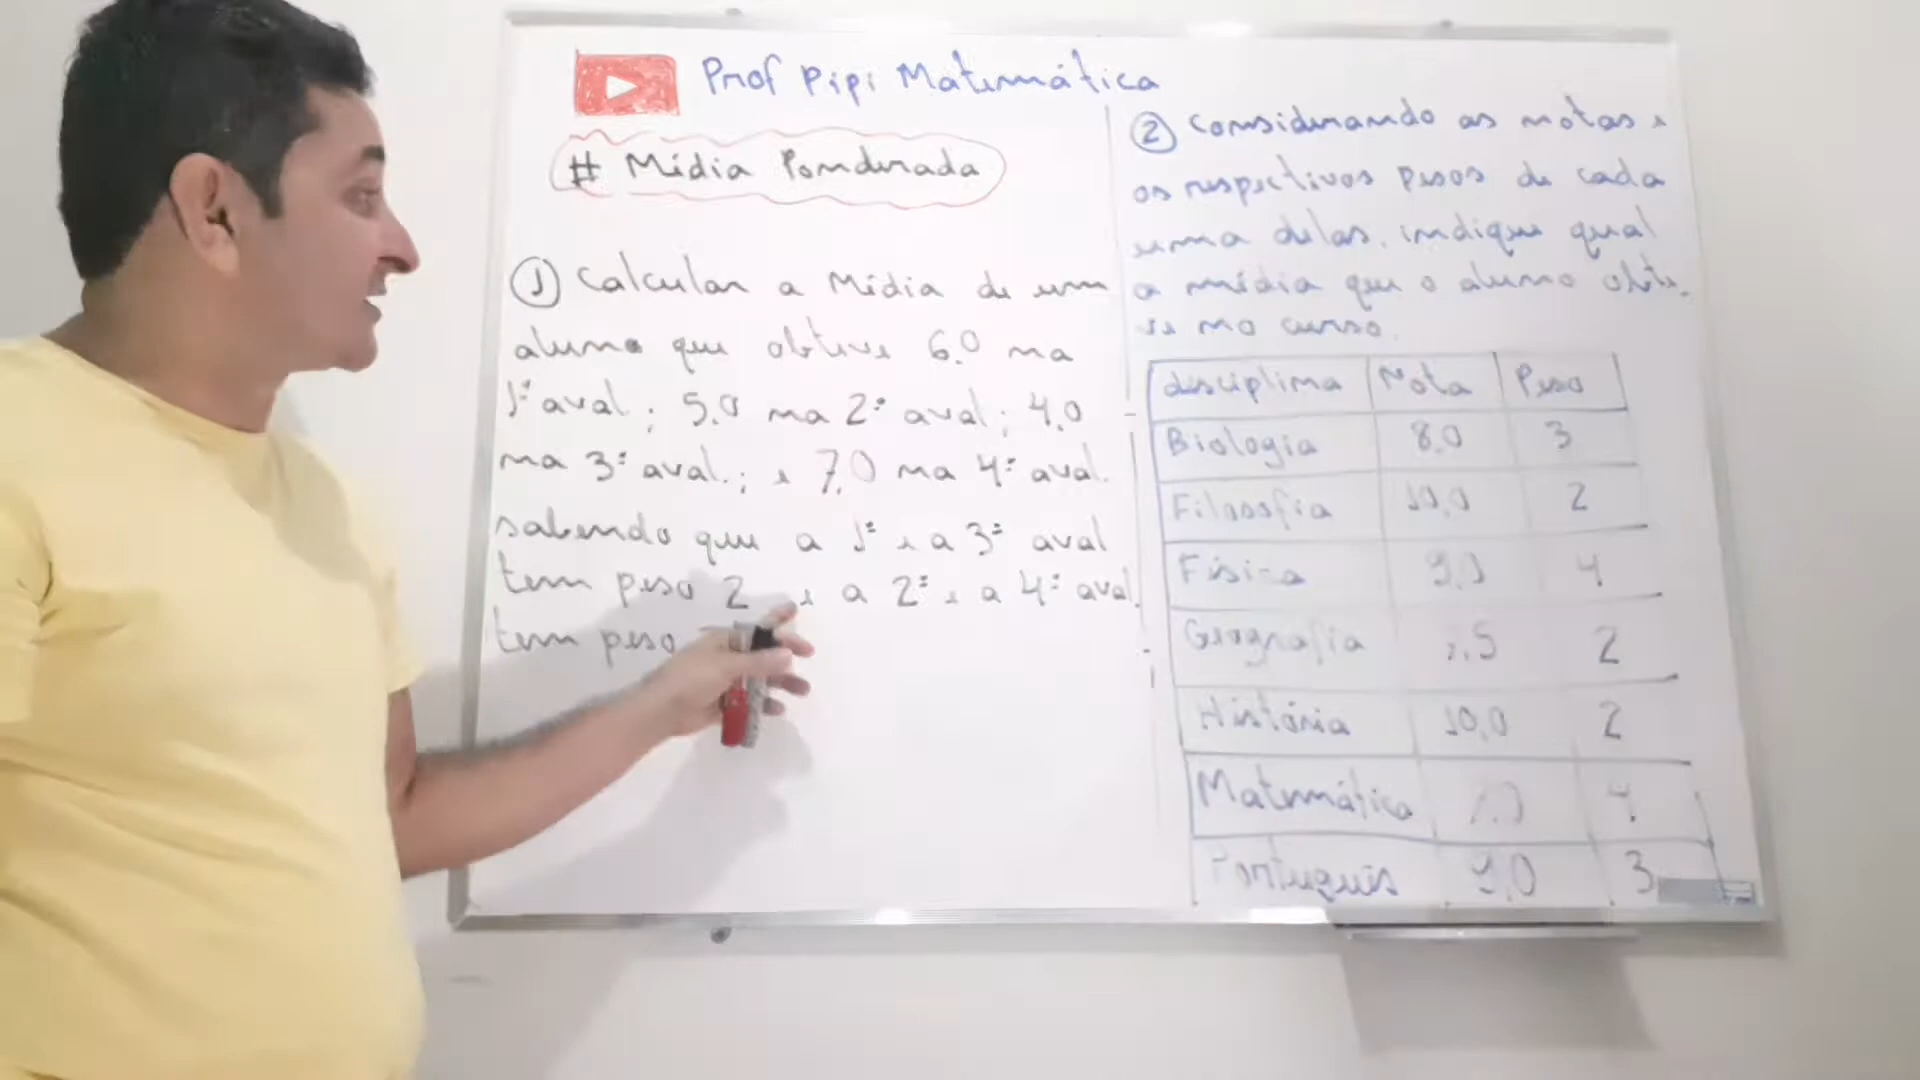 Prof Pipi Matemática
# Média Ponderada
① Calcular a Média de um
aluno que obteve 6.0 na
1ª aval.; 5.0 na 2ª aval; 4.0
na 3ª aval.; e 7.0 na 4ª aval.
sabendo que a 1ª e a 3ª aval
tem peso 2 e a 2ª e a 4ª aval.
tem peso
② Considerando as notas e
os respectivos pesos de cada
uma delas, indique qual
a média que o aluno obte-
ve no curso.
disciplina Nota Peso
Biologia 8.0 3
Filosofia 10.0 2
Física 9.0 4
Geografia 2
História 10.0 2
Matemática 4
Português 9.0 3